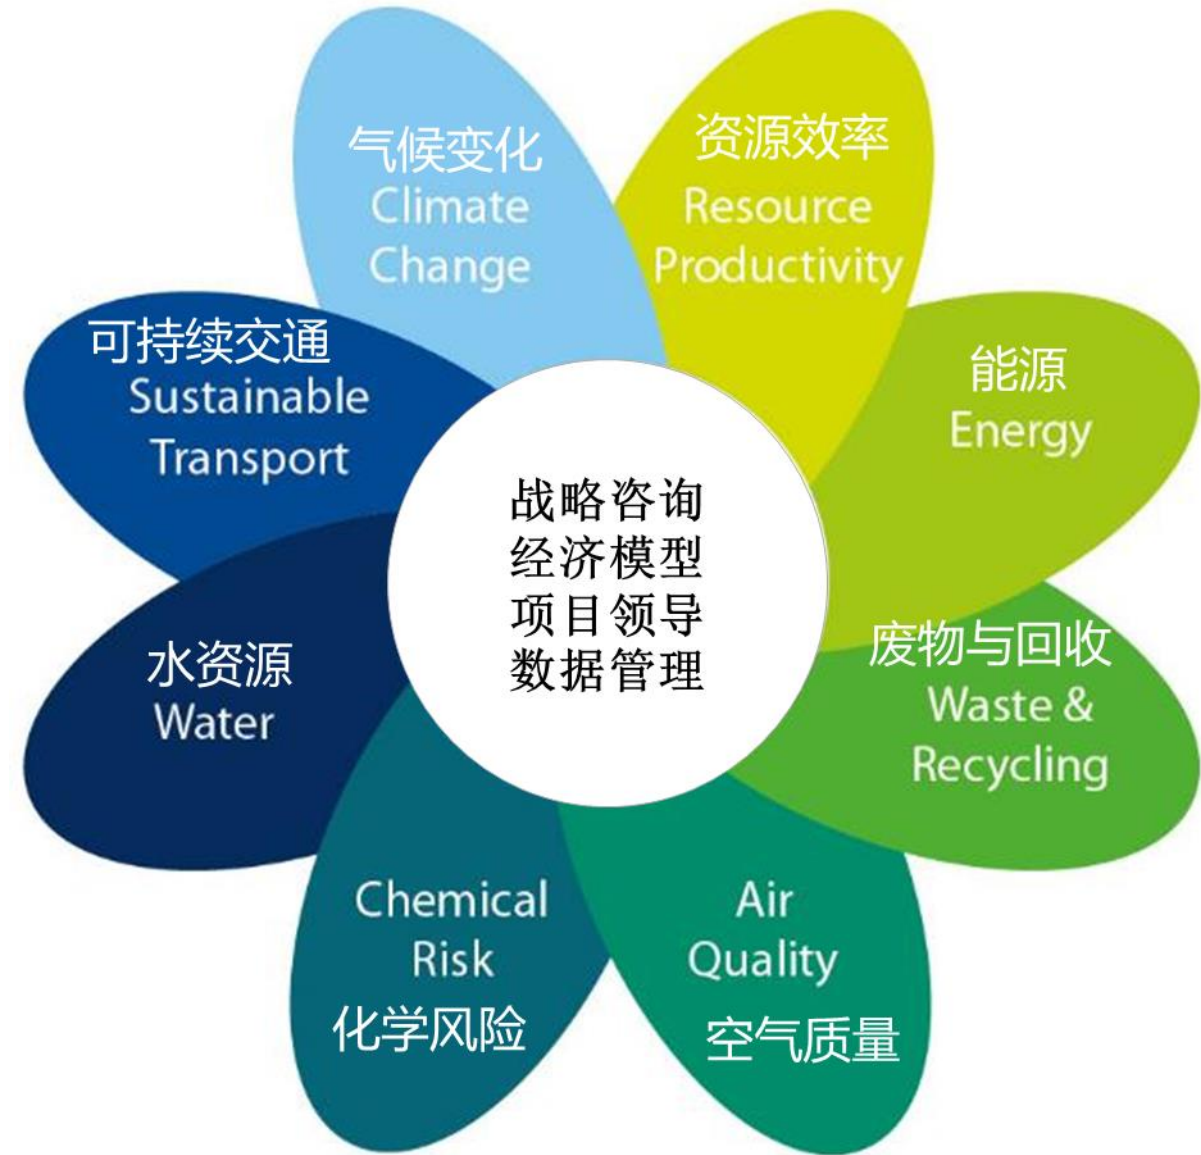 气候变化
Climate
Change
资源效率
Resource
Productivity
可持续交通
Sustainable
Transport
能源
Energy
战略咨询
经济模型
项目领导
数据管理
水资源
Water
废物与回收
Waste &
Recycling
Chemical
Risk
化学风险
Air
Quality
空气质量